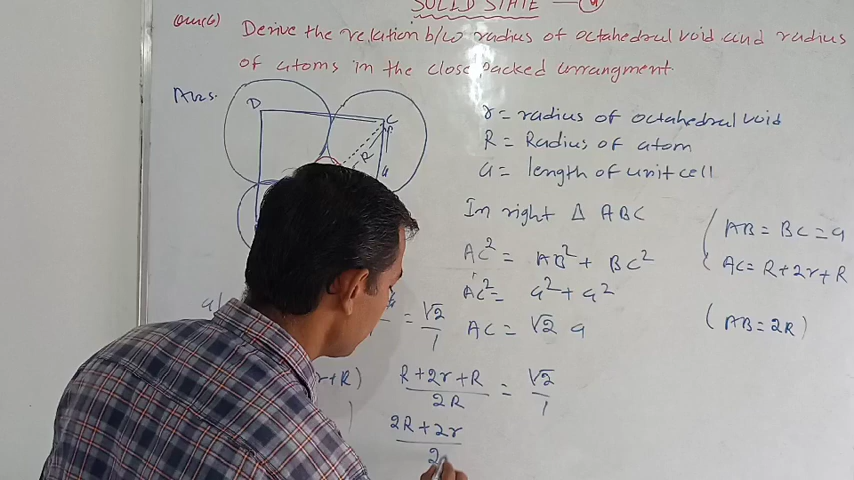 SOLID STATE — 4
Qus(6) Derive the relation b/w radius of octahedral void and radius
of atoms in the close packed arrangment.
Ans.
D
C
R
a
r = radius of octahedral void
R = Radius of atom
a = length of unit cell
In right Δ ABC
AC² = AB² + BC²
AC² = a² + a²
AC = √2 a
( AB = BC = a
AC = R+2r+R
( AB = 2R )
= √2/1
r+R )
)
R+2r+R / 2R = √2/1
2R+2r / 2